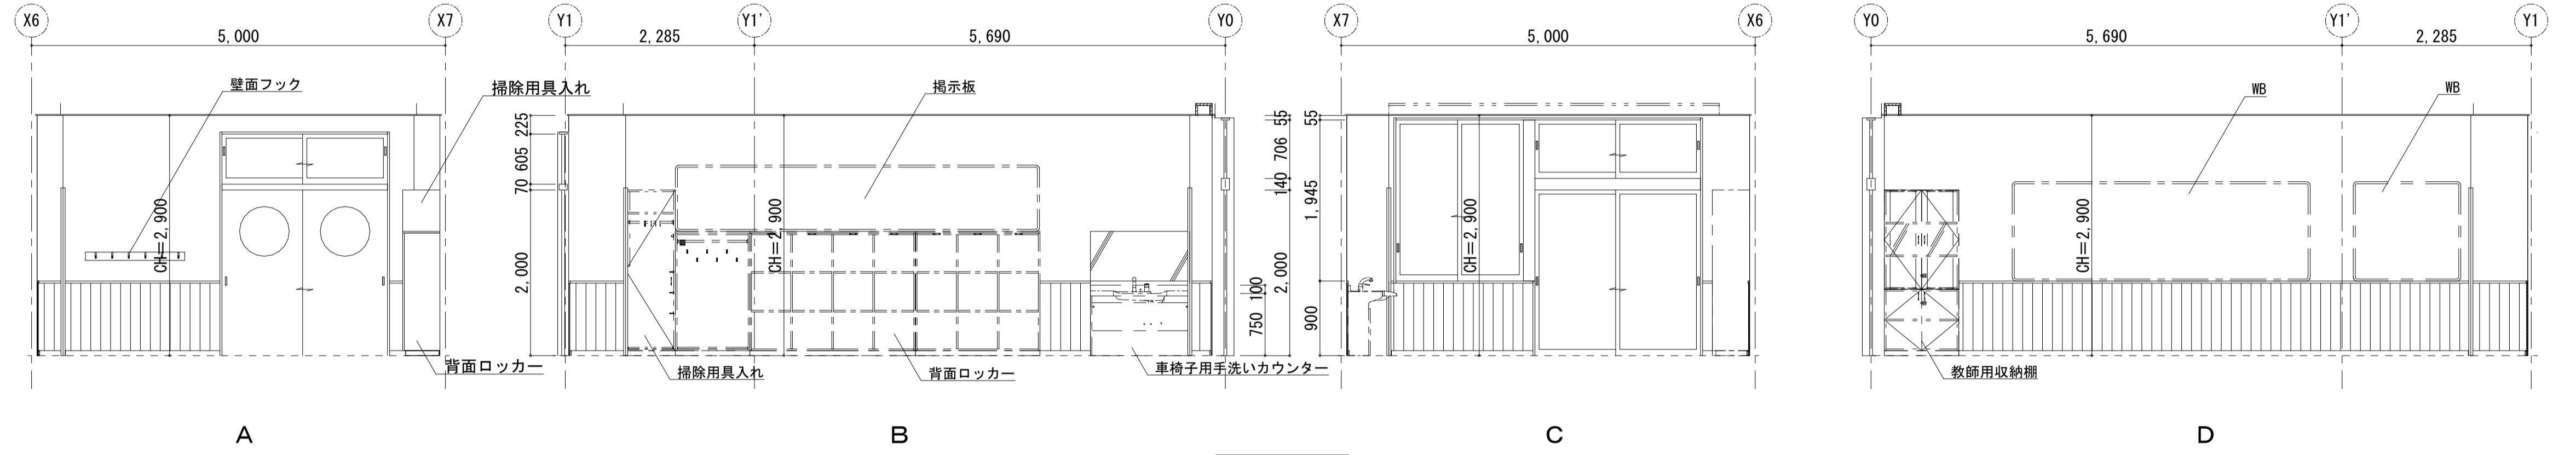 X6 X7 Y1 Y1' Y0 X7 X6 Y0 Y1' Y1
5,000 2,285 5,690 5,000 5,690 2,285
壁面フック
掃除用具入れ
CH=2,900
背面ロッカー
A
225
605
70
2,000
掲示板
CH=2,900
掃除用具入れ
背面ロッカー
車椅子用手洗いカウンター
B
55
706
140
2,000
100
750
55
1,945
900
CH=2,900
C
WB
WB
CH=2,900
教師用収納棚
D